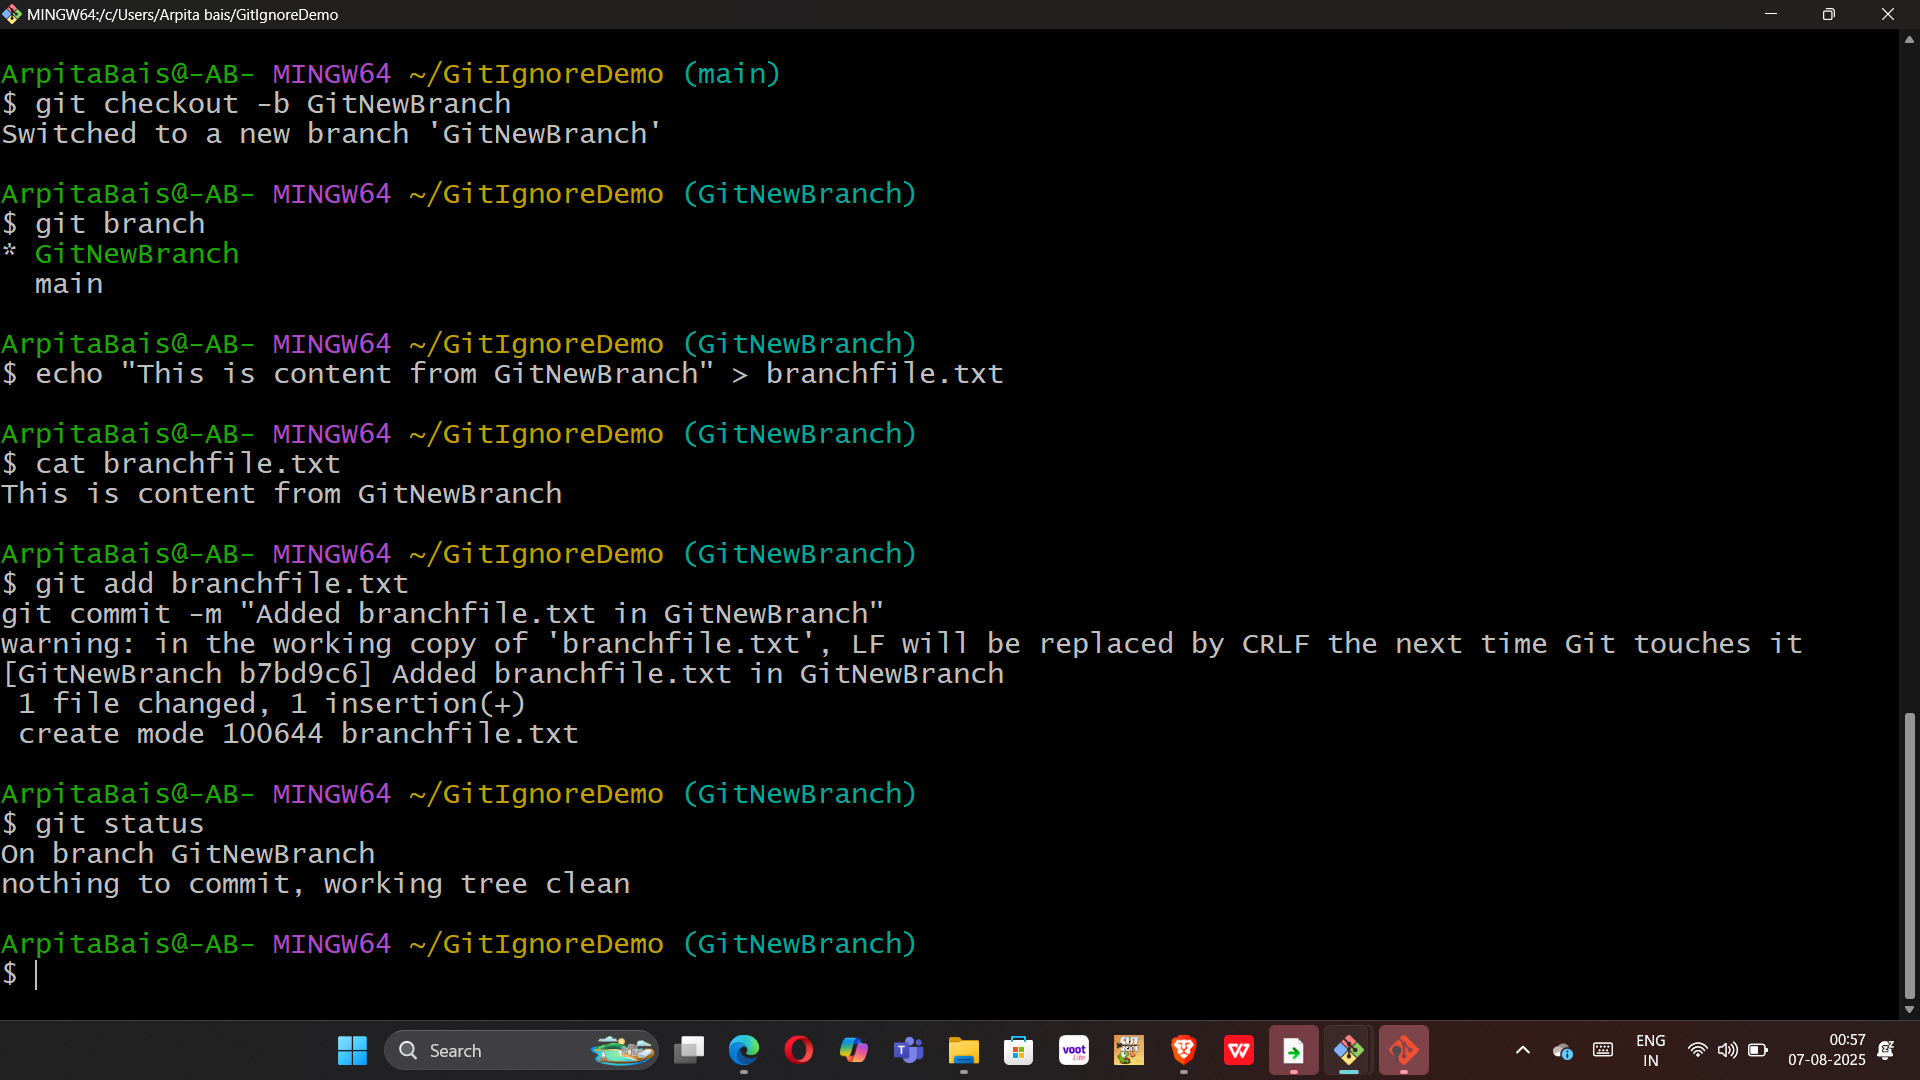 MINGW64:/c/Users/Arpita bais/GitIgnoreDemo
ArpitaBais@-AB- MINGW64 ~/GitIgnoreDemo (main)
$ git checkout -b GitNewBranch
Switched to a new branch 'GitNewBranch'
ArpitaBais@-AB- MINGW64 ~/GitIgnoreDemo (GitNewBranch)
$ git branch
* GitNewBranch
main
ArpitaBais@-AB- MINGW64 ~/GitIgnoreDemo (GitNewBranch)
$ echo "This is content from GitNewBranch" > branchfile.txt
ArpitaBais@-AB- MINGW64 ~/GitIgnoreDemo (GitNewBranch)
$ cat branchfile.txt
This is content from GitNewBranch
ArpitaBais@-AB- MINGW64 ~/GitIgnoreDemo (GitNewBranch)
$ git add branchfile.txt
git commit -m "Added branchfile.txt in GitNewBranch"
warning: in the working copy of 'branchfile.txt', LF will be replaced by CRLF the next time Git touches it
[GitNewBranch b7bd9c6] Added branchfile.txt in GitNewBranch
1 file changed, 1 insertion(+)
create mode 100644 branchfile.txt
ArpitaBais@-AB- MINGW64 ~/GitIgnoreDemo (GitNewBranch)
$ git status
On branch GitNewBranch
nothing to commit, working tree clean
ArpitaBais@-AB- MINGW64 ~/GitIgnoreDemo (GitNewBranch)
$
Search
voot
ENG
IN
00:57
07-08-2025